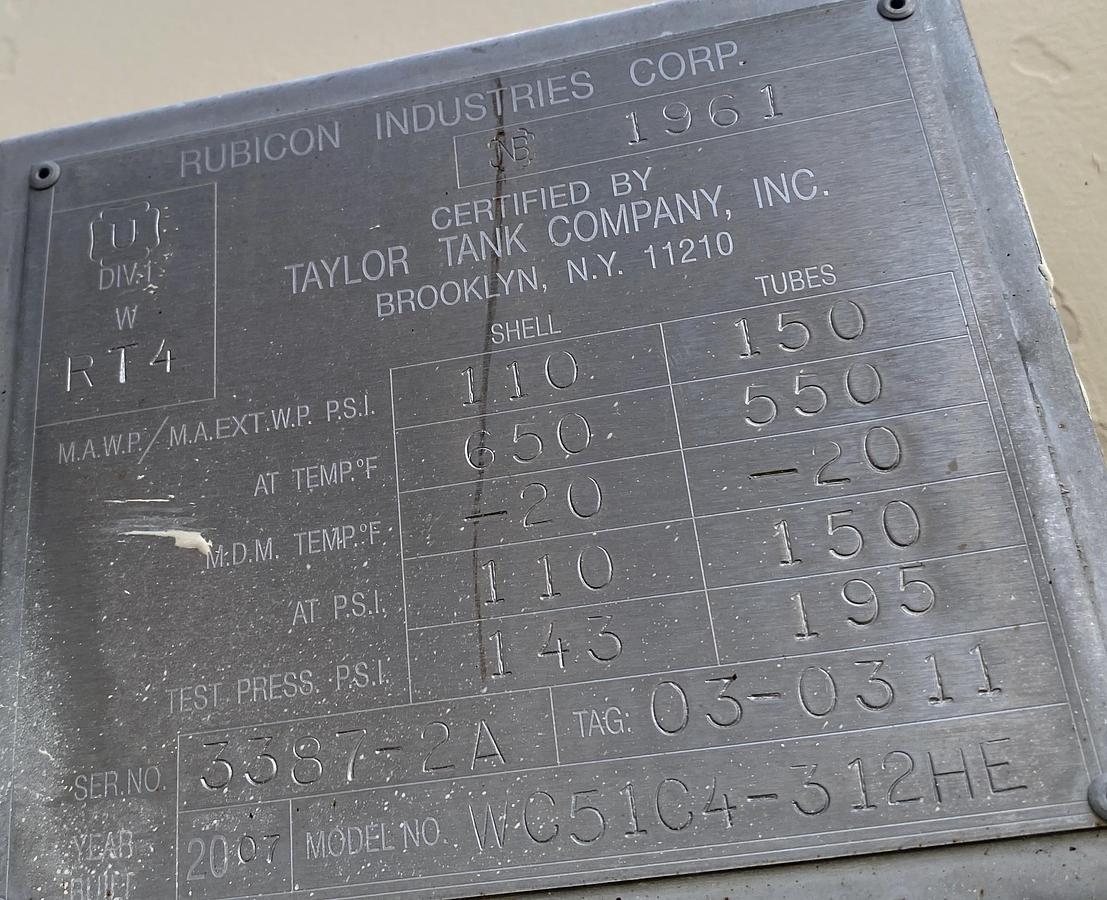 RUBICON INDUSTRIES CORP.
NB 1961
CERTIFIED BY
TAYLOR TANK COMPANY, INC.
BROOKLYN, N.Y. 11210
U
DIV.1
W
RT4
SHELL TUBES
M.A.W.P./M.A.EXT.W.P. P.S.I. 110 150
AT TEMP.°F 650 550
M.D.M. TEMP.°F -20 -20
AT P.S.I. 110 150
TEST PRESS. P.S.I. 143 195
SER.NO. 3387-2A TAG: 03-0311
YEAR BUILT 2007 MODEL NO. WC51C4-312HE